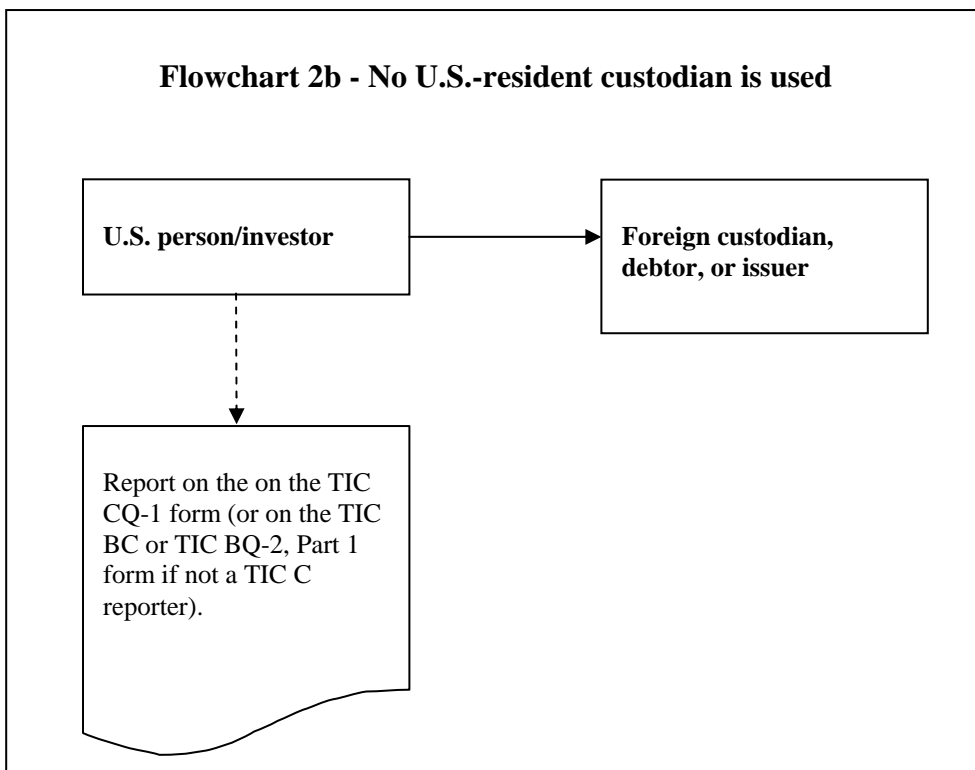 Flowchart 2b - No U.S.-resident custodian is used
U.S. person/investor
Foreign custodian,
debtor, or issuer
Report on the on the TIC
CQ-1 form (or on the TIC
BC or TIC BQ-2, Part 1
form if not a TIC C
reporter).